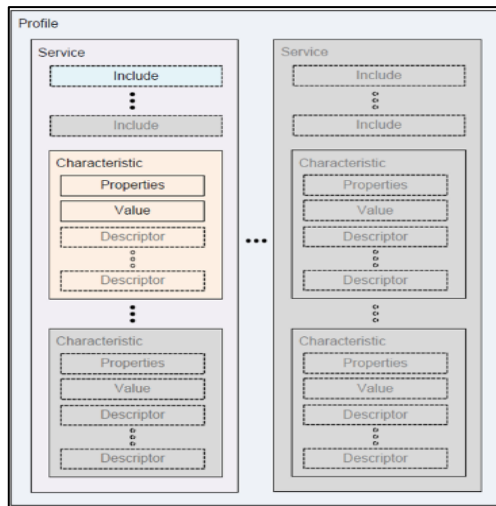 Profile
Service
Include
Include
Characteristic
Properties
Value
Descriptor
Descriptor
Characteristic
Properties
Value
Descriptor
Descriptor
Service
Include
Include
Characteristic
Properties
Value
Descriptor
Descriptor
Characteristic
Properties
Value
Descriptor
Descriptor